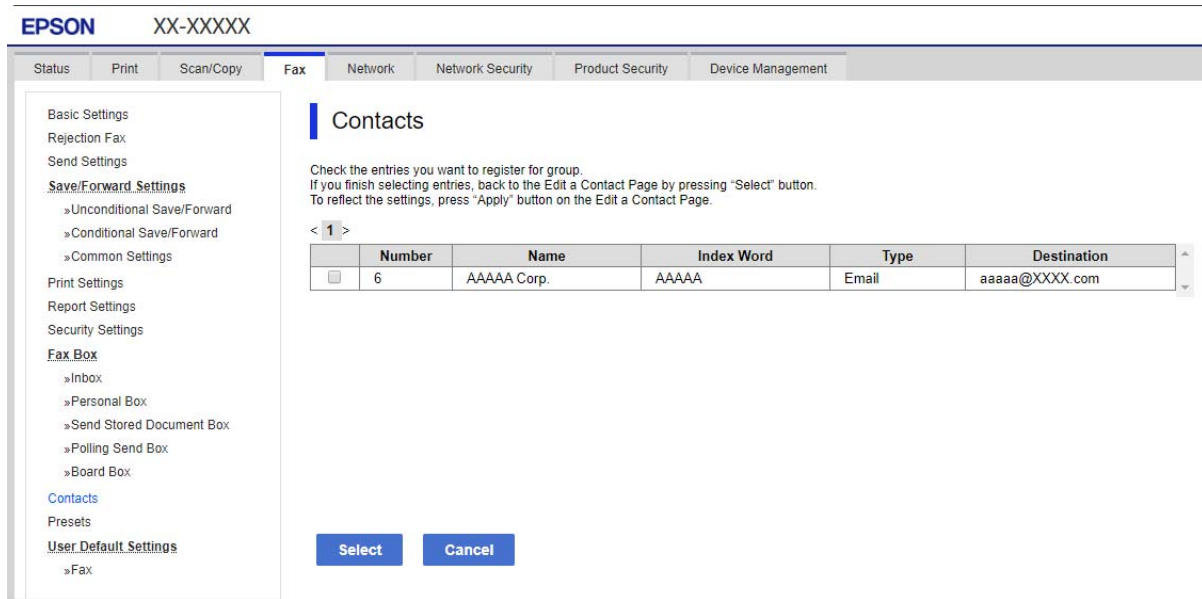 EPSON XX-XXXXX
Status Print Scan/Copy Fax Network Network Security Product Security Device Management
Basic Settings
Rejection Fax
Send Settings
Save/Forward Settings
»Unconditional Save/Forward
»Conditional Save/Forward
»Common Settings
Print Settings
Report Settings
Security Settings
Fax Box
»Inbox
»Personal Box
»Send Stored Document Box
»Polling Send Box
»Board Box
Contacts
Presets
User Default Settings
»Fax
Contacts
Check the entries you want to register for group.
If you finish selecting entries, back to the Edit a Contact Page by pressing “Select” button.
To reflect the settings, press “Apply” button on the Edit a Contact Page.
< 1 >
Number Name Index Word Type Destination
6 AAAAA Corp. AAAAA Email aaaaa@XXXX.com
Select Cancel